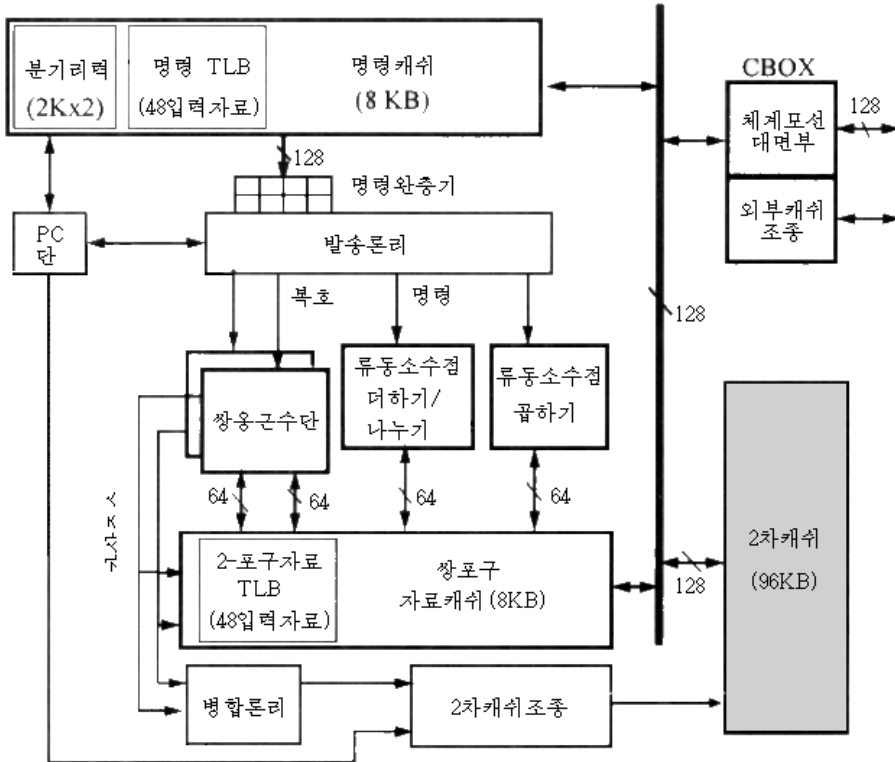 분기리력
(2Kx2)
명령 TLB
(48입력자료)
명령캐쉬
(8 KB)
CBOX
체계모선
대면부
128
외부캐쉬
조종
128
명령완충기
PC
단
발송론리
복호
명령
128
쌍옹근수단
류동소수점
더하기/
나누기
류동소수점
곱하기
64
64
64
64
2-포구자료
TLB
(48입력자료)
쌍포구
자료캐쉬(8KB)
128
2차캐쉬
(96KB)
병합론리
2차캐쉬조종